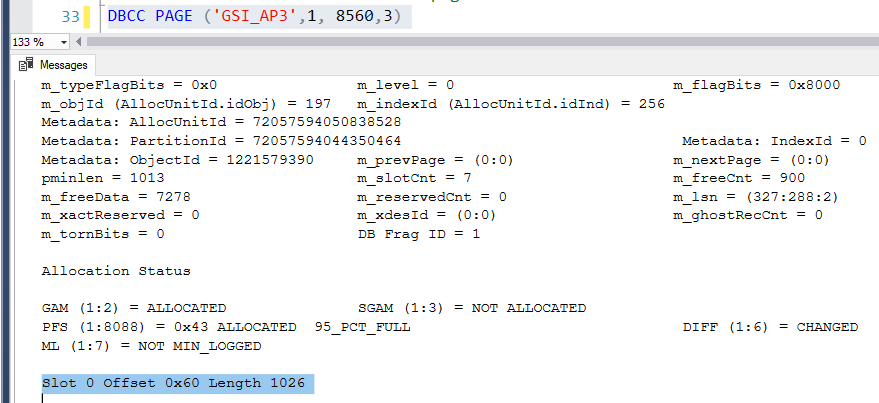 33 DBCC PAGE ('GSI_AP3',1, 8560,3)
133 %
Messages
m_typeFlagBits = 0x0 m_level = 0 m_flagBits = 0x8000
m_objId (AllocUnitId.idObj) = 197 m_indexId (AllocUnitId.idInd) = 256
Metadata: AllocUnitId = 72057594050838528
Metadata: PartitionId = 72057594044350464 Metadata: IndexId = 0
Metadata: ObjectId = 1221579390 m_prevPage = (0:0) m_nextPage = (0:0)
pminlen = 1013 m_slotCnt = 7 m_freeCnt = 900
m_freeData = 7278 m_reservedCnt = 0 m_lsn = (327:288:2)
m_xactReserved = 0 m_xdesId = (0:0) m_ghostRecCnt = 0
m_tornBits = 0 DB Frag ID = 1
Allocation Status
GAM (1:2) = ALLOCATED SGAM (1:3) = NOT ALLOCATED
PFS (1:8088) = 0x43 ALLOCATED 95_PCT_FULL DIFF (1:6) = CHANGED
ML (1:7) = NOT MIN_LOGGED
Slot 0 Offset 0x60 Length 1026